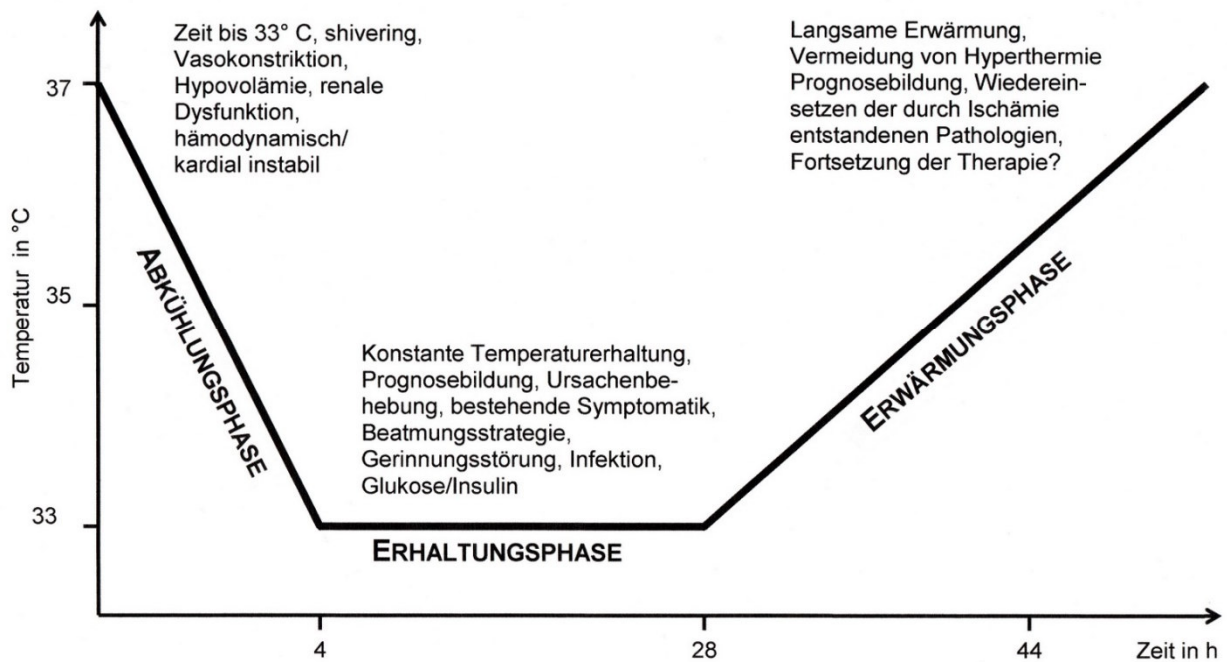 Zeit bis 33° C, shivering,
Vasokonstriktion,
Hypovolämie, renale
Dysfunktion,
hämodynamisch/
kardial instabil
Langsame Erwärmung,
Vermeidung von Hyperthermie
Prognosebildung, Wiederein-
setzen der durch Ischämie
entstandenen Pathologien,
Fortsetzung der Therapie?
37
35
33
Temperatur in °C
ABKÜHLUNGSPHASE
Konstante Temperaturerhaltung,
Prognosebildung, Ursachenbe-
hebung, bestehende Symptomatik,
Beatmungsstrategie,
Gerinnungsstörung, Infektion,
Glukose/Insulin
ERHALTUNGSPHASE
ERWÄRMUNGSPHASE
4
28
44
Zeit in h